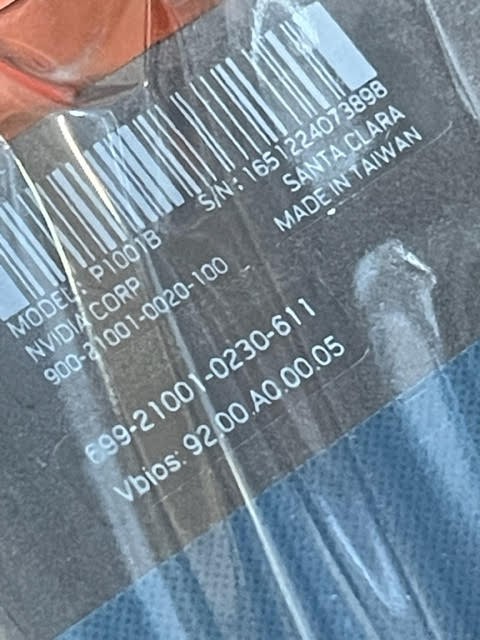 S/N: 1651224073898
MODEL: P1001B
SANTA CLARA
NVIDIA CORP
MADE IN TAIWAN
900-21001-0020-100
699-21001-0230-611
Vbios: 92.00.A0.00.05